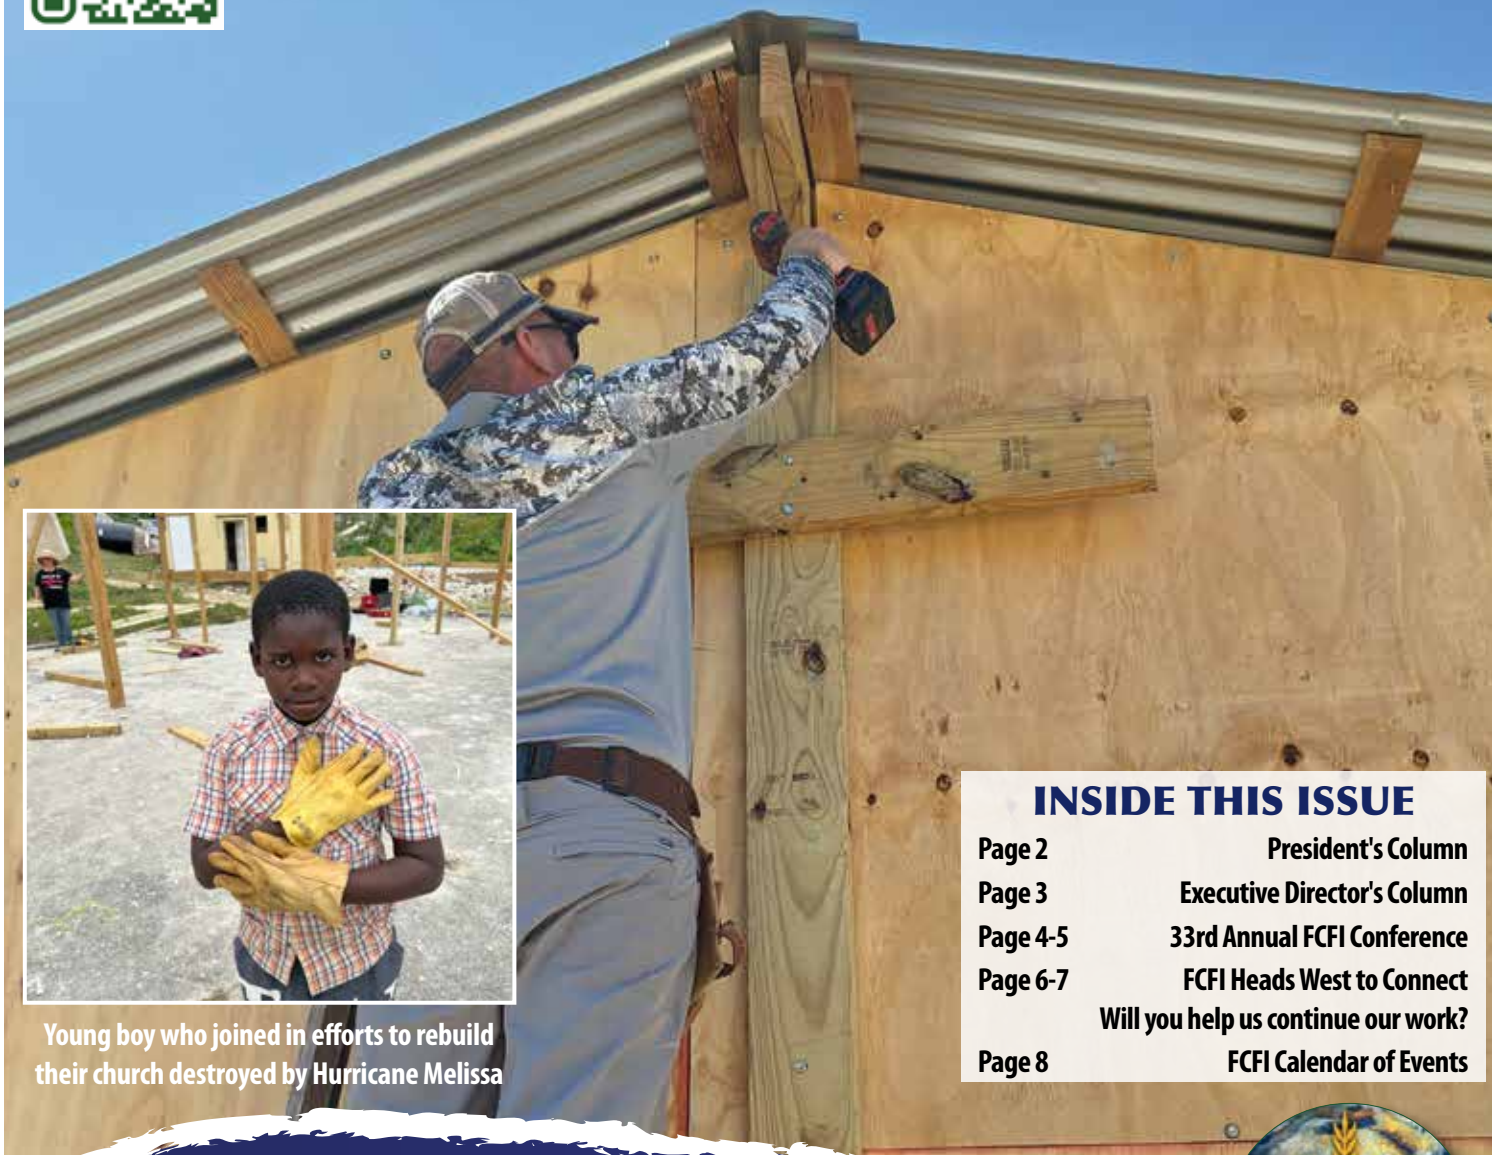 Young boy who joined in efforts to rebuild
their church destroyed by Hurricane Melissa
INSIDE THIS ISSUE
Page 2 President's Column
Page 3 Executive Director's Column
Page 4-5 33rd Annual FCFI Conference
Page 6-7 FCFI Heads West to Connect
Will you help us continue our work?
Page 8 FCFI Calendar of Events